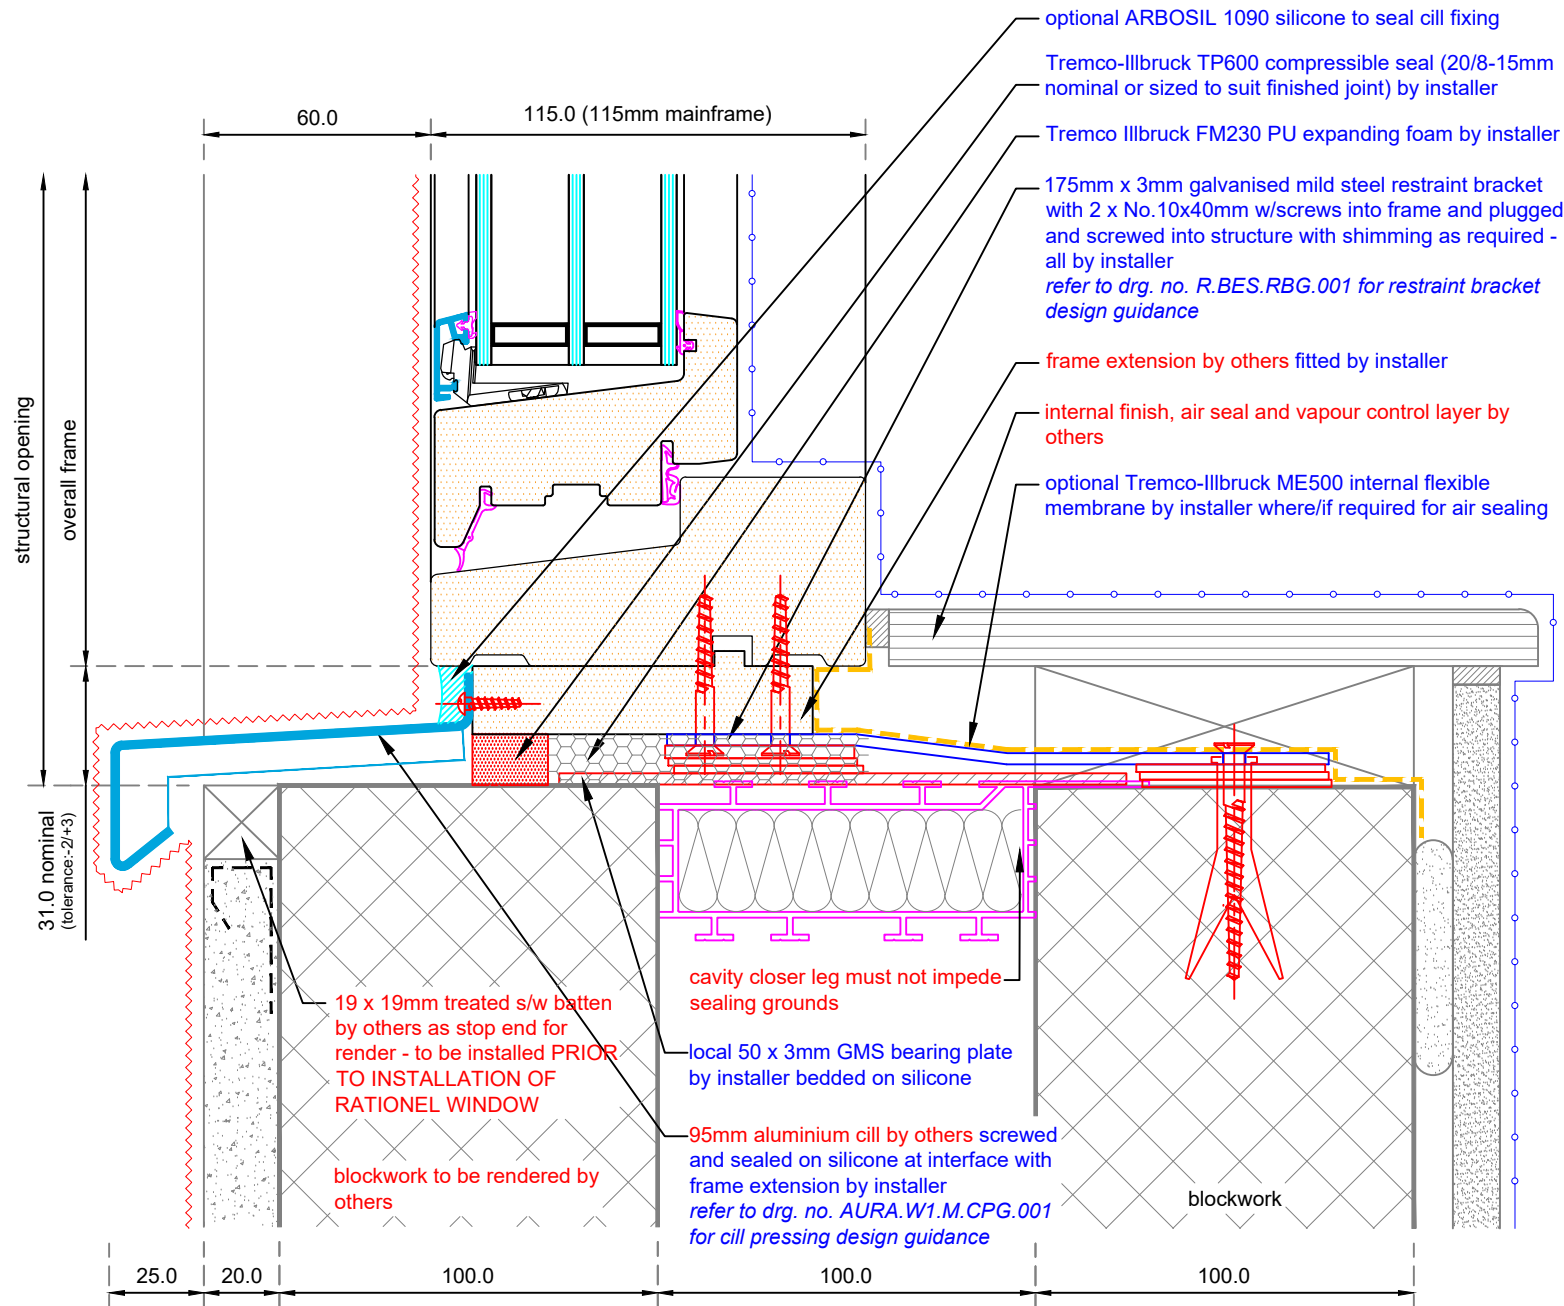 optional ARBOSIL 1090 silicone to seal cill fixing
Tremco-Illbruck TP600 compressible seal (20/8-15mm
nominal or sized to suit finished joint) by installer
60.0
115.0 (115mm mainframe)
Tremco Illbruck FM230 PU expanding foam by installer
175mm x 3mm galvanised mild steel restraint bracket
with 2 x No.10x40mm w/screws into frame and plugged
and screwed into structure with shimming as required -
all by installer
refer to drg. no. R.BES.RBG.001 for restraint bracket
design guidance
frame extension by others fitted by installer
internal finish, air seal and vapour control layer by
others
optional Tremco-Illbruck ME500 internal flexible
membrane by installer where/if required for air sealing
structural opening
overall frame
31.0 nominal
(tolerance:-2/+3)
cavity closer leg must not impede
sealing grounds
19 x 19mm treated s/w batten
by others as stop end for
render - to be installed PRIOR
TO INSTALLATION OF
RATIONEL WINDOW
local 50 x 3mm GMS bearing plate
by installer bedded on silicone
95mm aluminium cill by others screwed
and sealed on silicone at interface with
frame extension by installer
refer to drg. no. AURA.W1.M.CPG.001
for cill pressing design guidance
blockwork to be rendered by
others
blockwork
25.0
20.0
100.0
100.0
100.0